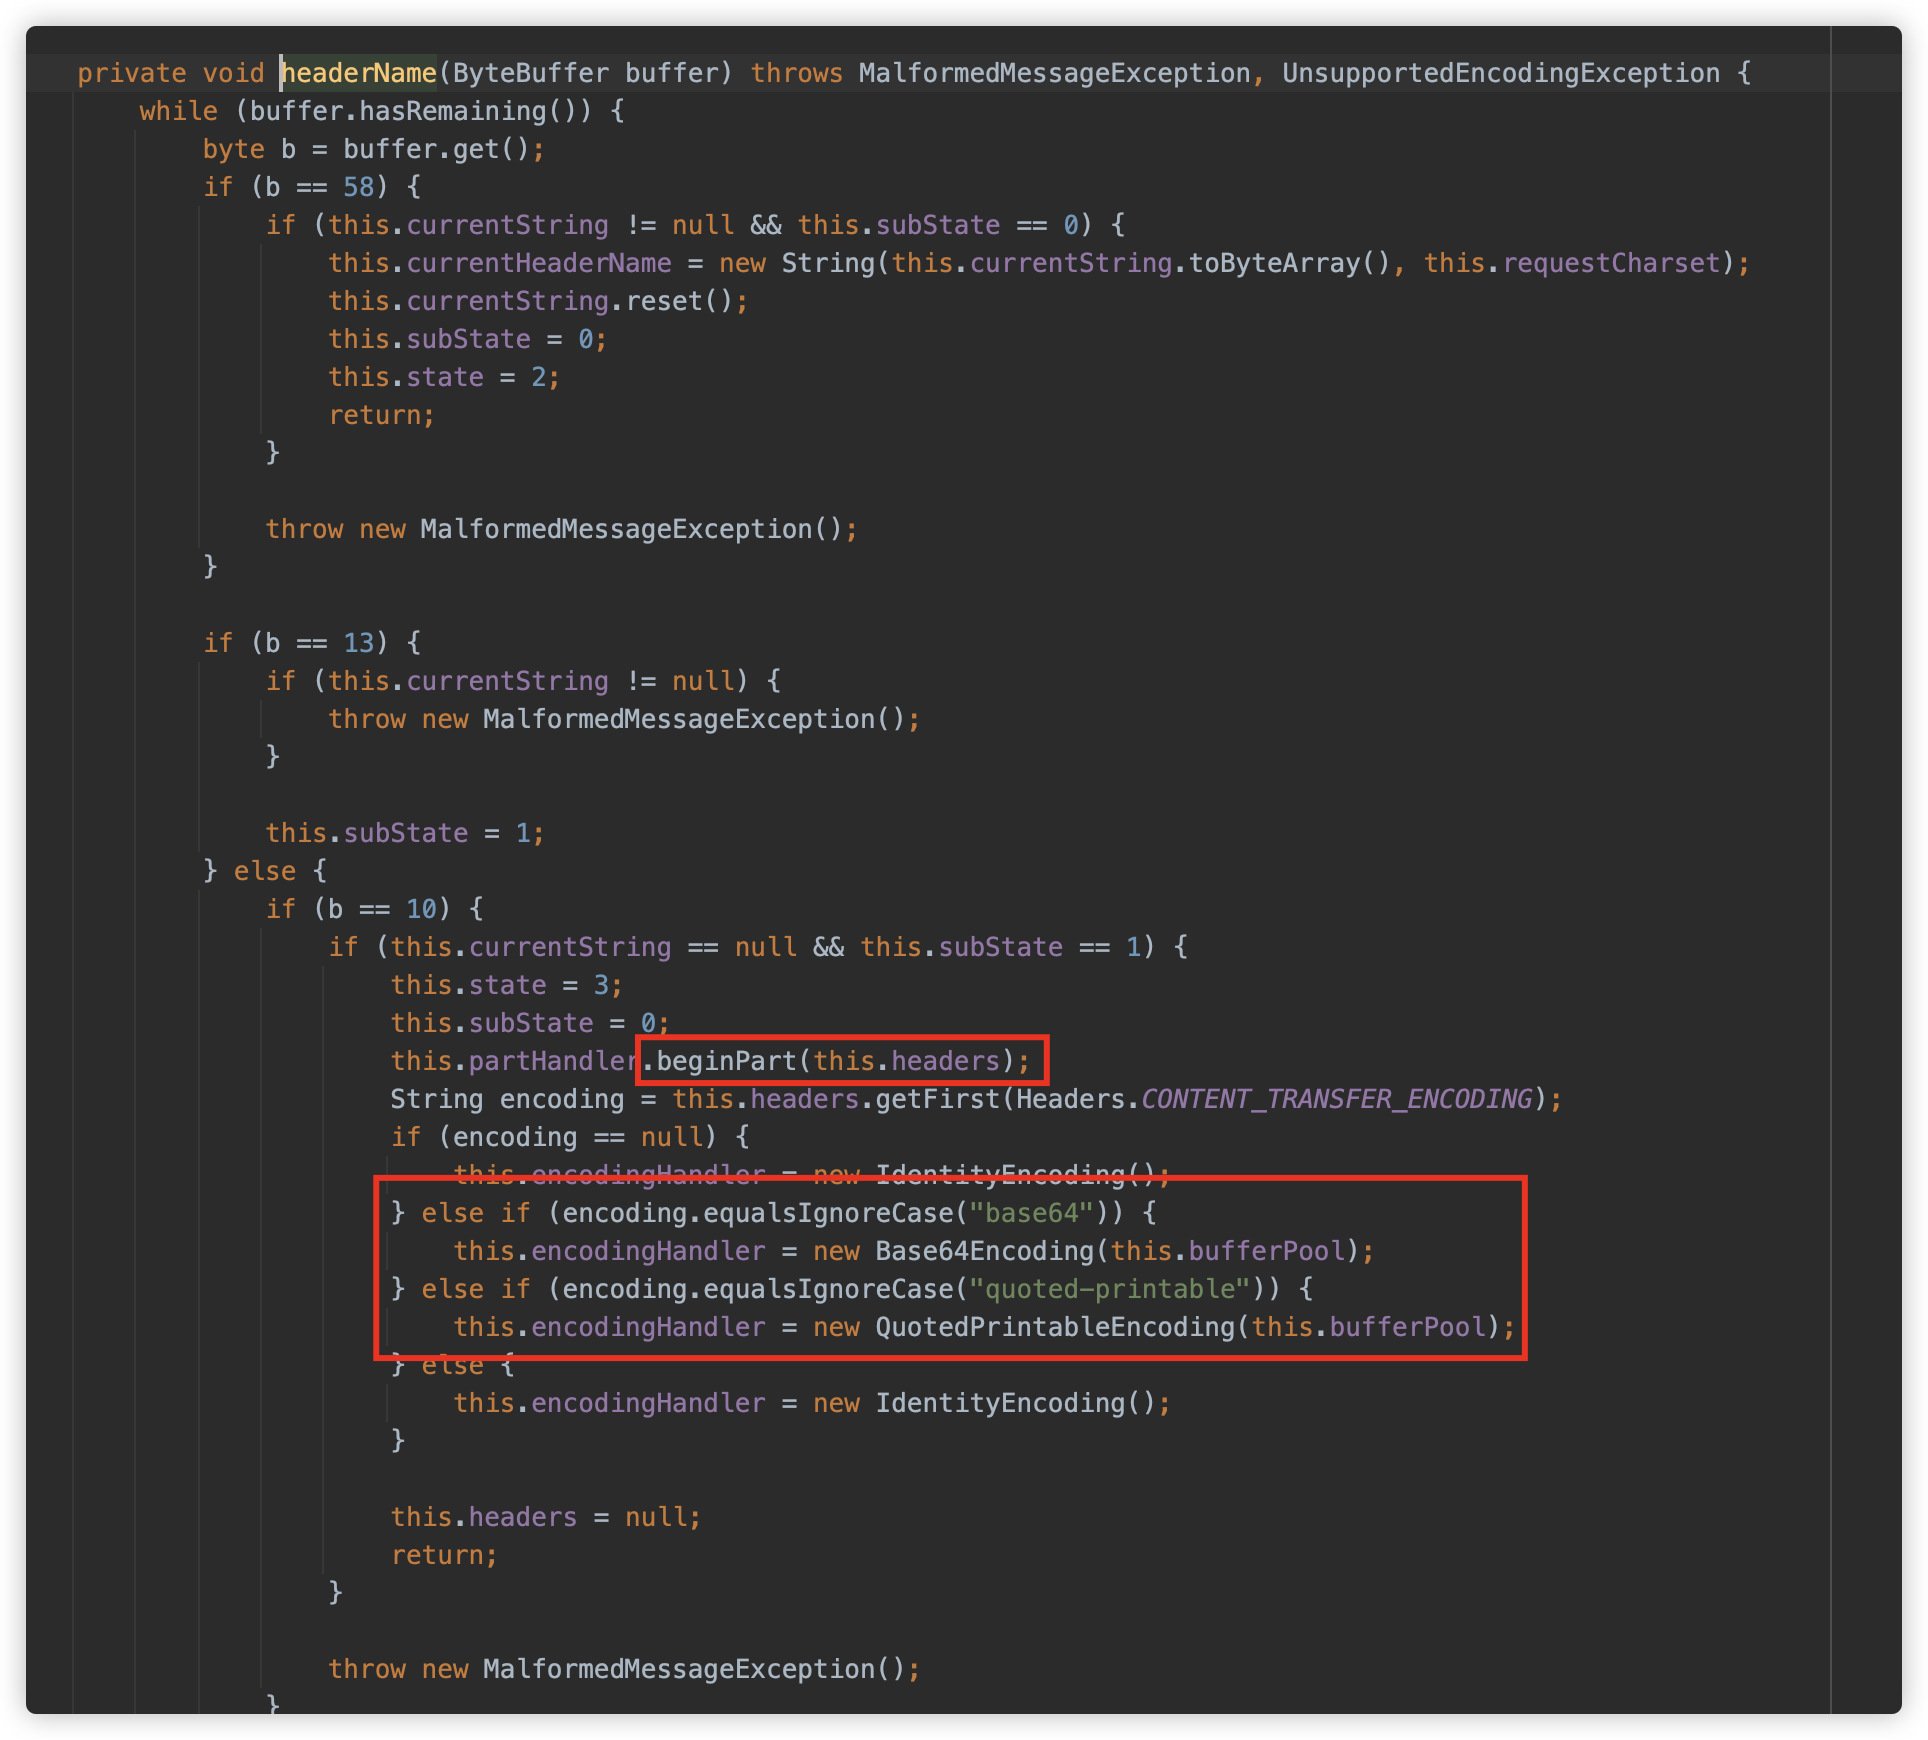 private void headerName(ByteBuffer buffer) throws MalformedMessageException, UnsupportedEncodingException {
while (buffer.hasRemaining()) {
byte b = buffer.get();
if (b == 58) {
if (this.currentString != null && this.subState == 0) {
this.currentHeaderName = new String(this.currentString.toByteArray(), this.requestCharset);
this.currentString.reset();
this.subState = 0;
this.state = 2;
return;
}
throw new MalformedMessageException();
}
if (b == 13) {
if (this.currentString != null) {
throw new MalformedMessageException();
}
this.subState = 1;
} else {
if (b == 10) {
if (this.currentString == null && this.subState == 1) {
this.state = 3;
this.subState = 0;
this.partHandler.beginPart(this.headers);
String encoding = this.headers.getFirst(Headers.CONTENT_TRANSFER_ENCODING);
if (encoding == null) {
this.encodingHandler = new IdentityEncoding();
} else if (encoding.equalsIgnoreCase("base64")) {
this.encodingHandler = new Base64Encoding(this.bufferPool);
} else if (encoding.equalsIgnoreCase("quoted-printable")) {
this.encodingHandler = new QuotedPrintableEncoding(this.bufferPool);
} else {
this.encodingHandler = new IdentityEncoding();
}
this.headers = null;
return;
}
throw new MalformedMessageException();
}